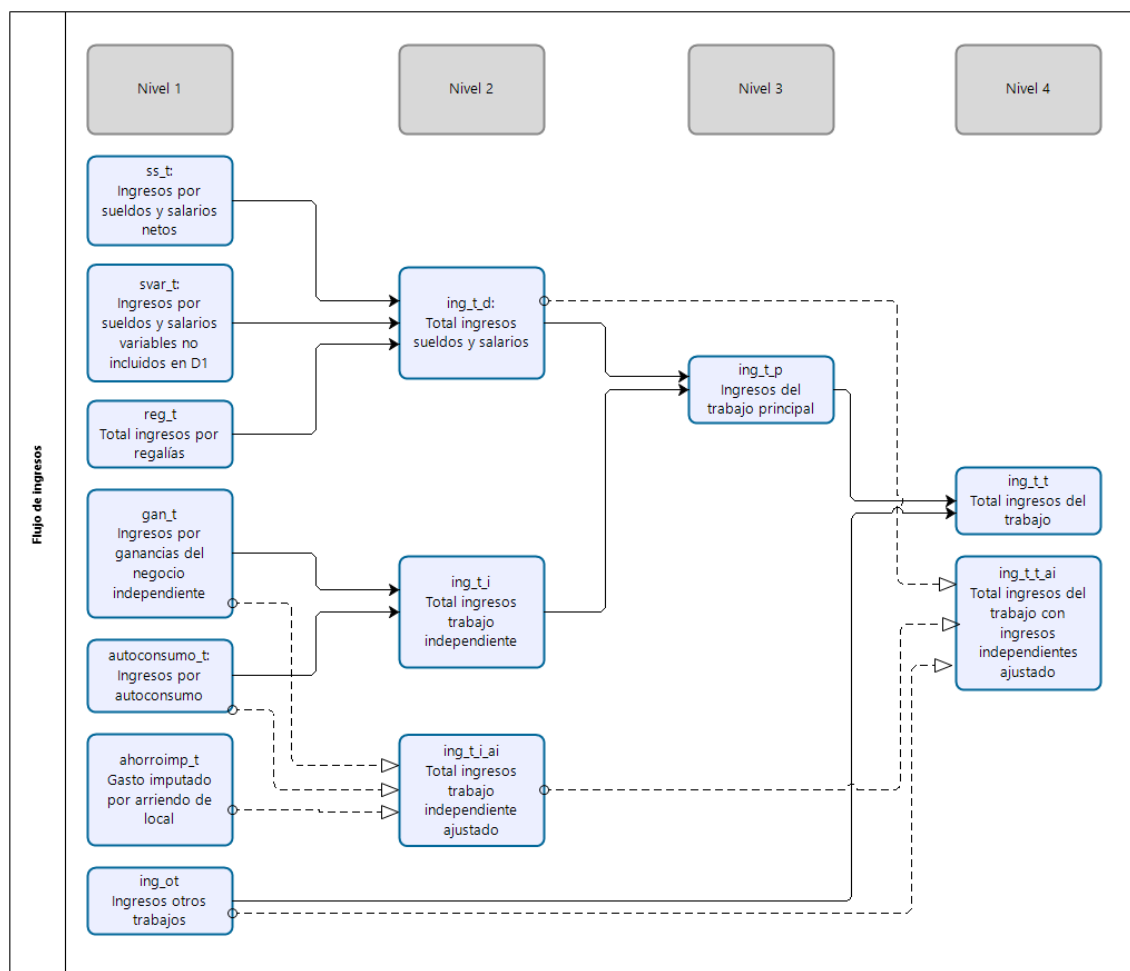 Flujo de ingresos
Nivel 1
Nivel 2
Nivel 3
Nivel 4
ss_t:
Ingresos por
sueldos y salarios
netos
svar_t:
Ingresos por
sueldos y salarios
variables no
incluidos en D1
reg_t
Total ingresos por
regalías
gan_t
Ingresos por
ganancias del
negocio
independiente
autoconsumo_t:
Ingresos por
autoconsumo
ahorroimp_t
Gasto imputado
por arriendo de
local
ing_ot
Ingresos otros
trabajos
ing_t_d:
Total ingresos
sueldos y salarios
ing_t_i
Total ingresos
trabajo
independiente
ing_t_i_ai
Total ingresos
trabajo
independiente
ajustado
ing_t_p
Ingresos del
trabajo principal
ing_t_t
Total ingresos del
trabajo
ing_t_t_ai
Total ingresos del
trabajo con
ingresos
independientes
ajustado